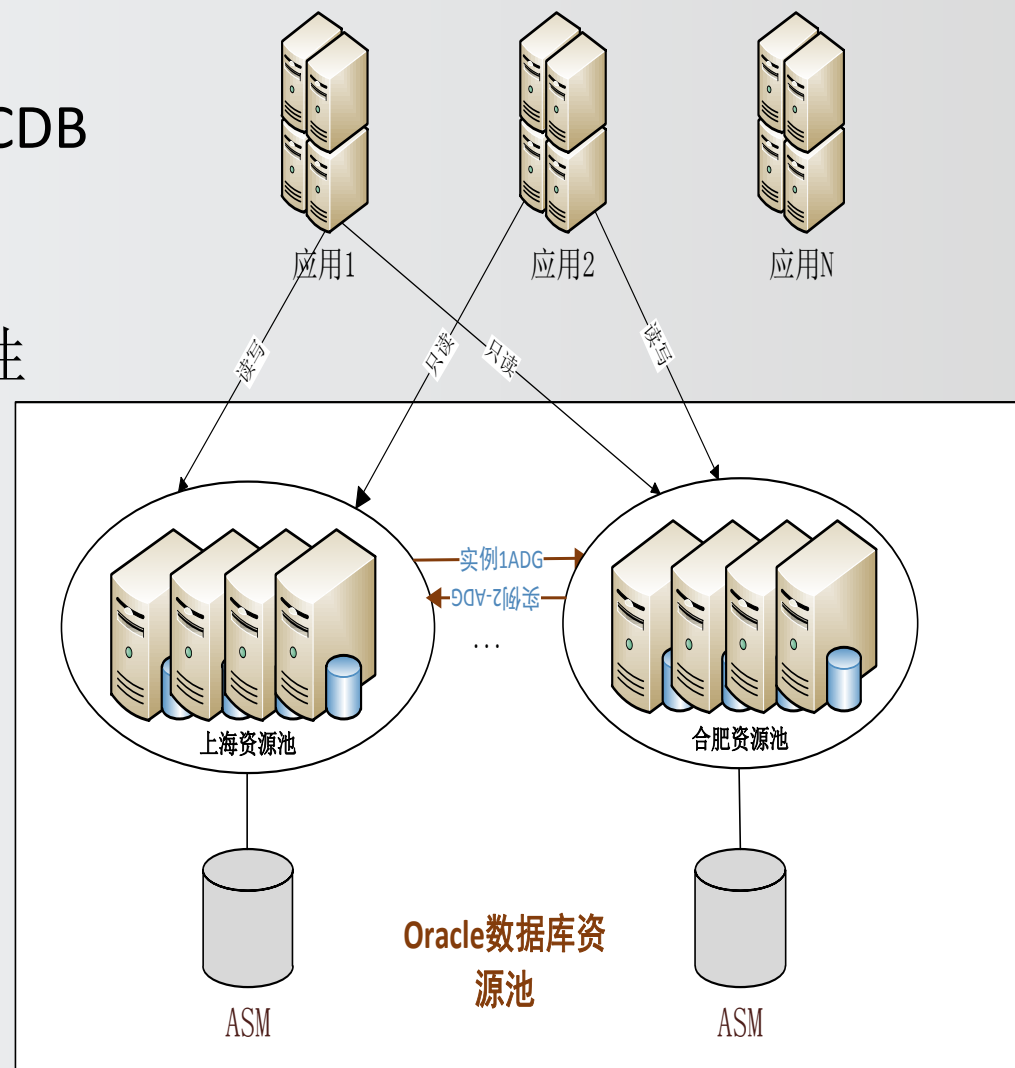 CDB
应用1
应用2
应用N
性
读写
只读
只读
读写
实例1ADG
实例2-ADG
...
上海资源池
合肥资源池
Oracle数据库资
源池
ASM
ASM